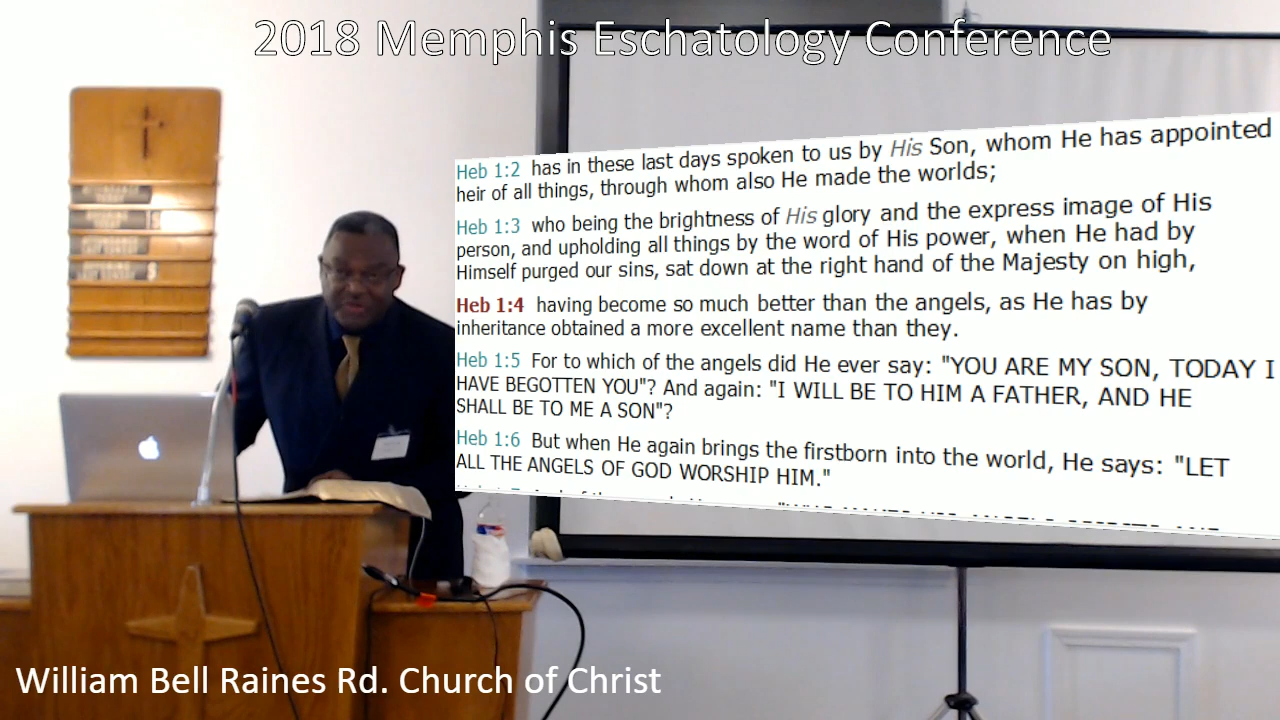 2018 Memphis Eschatology Conference
Heb 1:2 has in these last days spoken to us by His Son, whom He has appointed
heir of all things, through whom also He made the worlds;
Heb 1:3 who being the brightness of His glory and the express image of His
person, and upholding all things by the word of His power, when He had by
Himself purged our sins, sat down at the right hand of the Majesty on high,
Heb 1:4 having become so much better than the angels, as He has by
inheritance obtained a more excellent name than they.
Heb 1:5 For to which of the angels did He ever say: "YOU ARE MY SON, TODAY I
HAVE BEGOTTEN YOU"? And again: "I WILL BE TO HIM A FATHER, AND HE
SHALL BE TO ME A SON"?
Heb 1:6 But when He again brings the firstborn into the world, He says: "LET
ALL THE ANGELS OF GOD WORSHIP HIM."
William Bell Raines Rd. Church of Christ